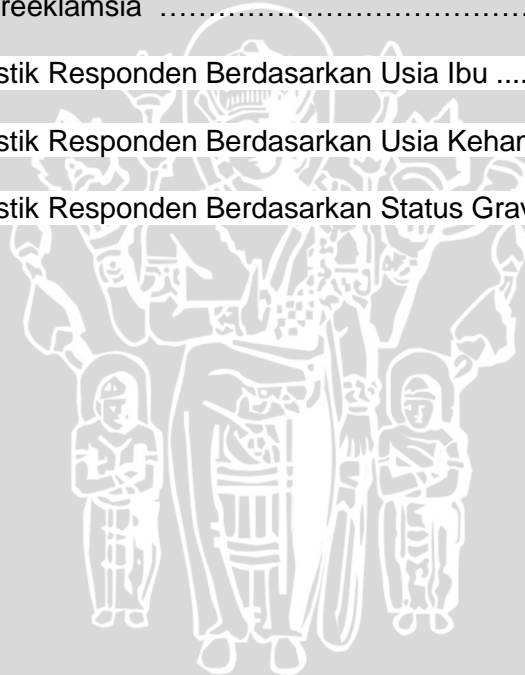 reeklamsia ……………………………………
stik Responden Berdasarkan Usia Ibu ....
stik Responden Berdasarkan Usia Kehar
stik Responden Berdasarkan Status Grav